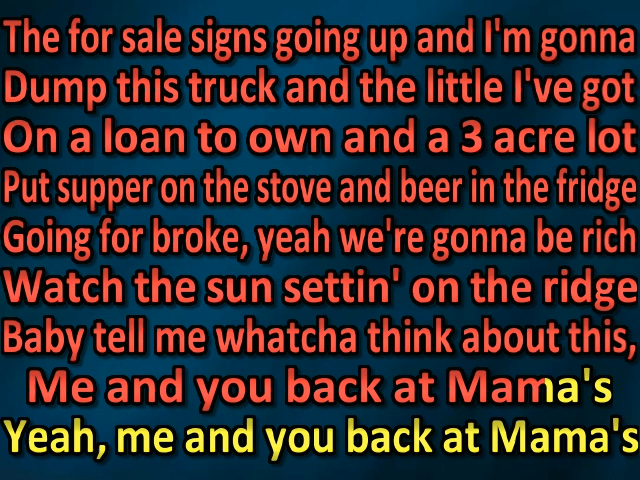 The for sale signs going up and I'm gonna
Dump this truck and the little I've got
On a loan to own and a 3 acre lot
Put supper on the stove and beer in the fridge
Going for broke, yeah we're gonna be rich
Watch the sun settin' on the ridge
Baby tell me whatcha think about this,
Me and you back at Mama's
Yeah, me and you back at Mama's